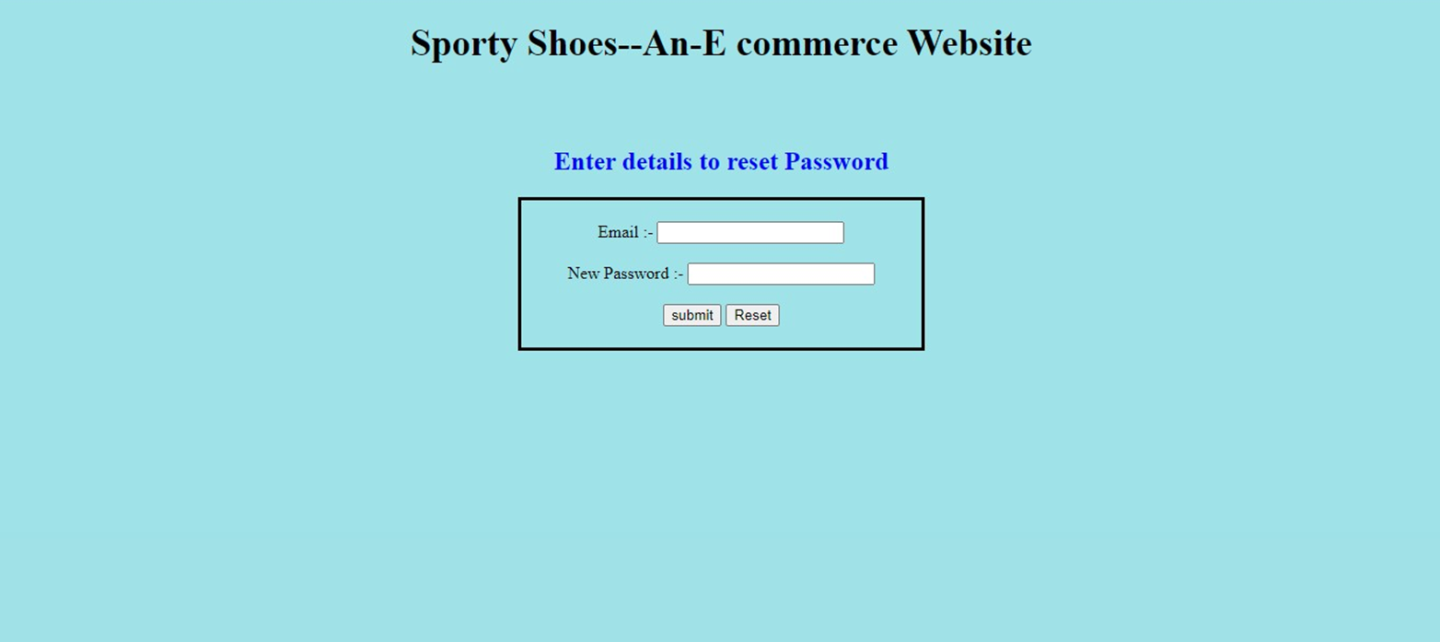 Sporty Shoes--An-E commerce Website
Enter details to reset Password
Email :-
New Password :-
submit Reset